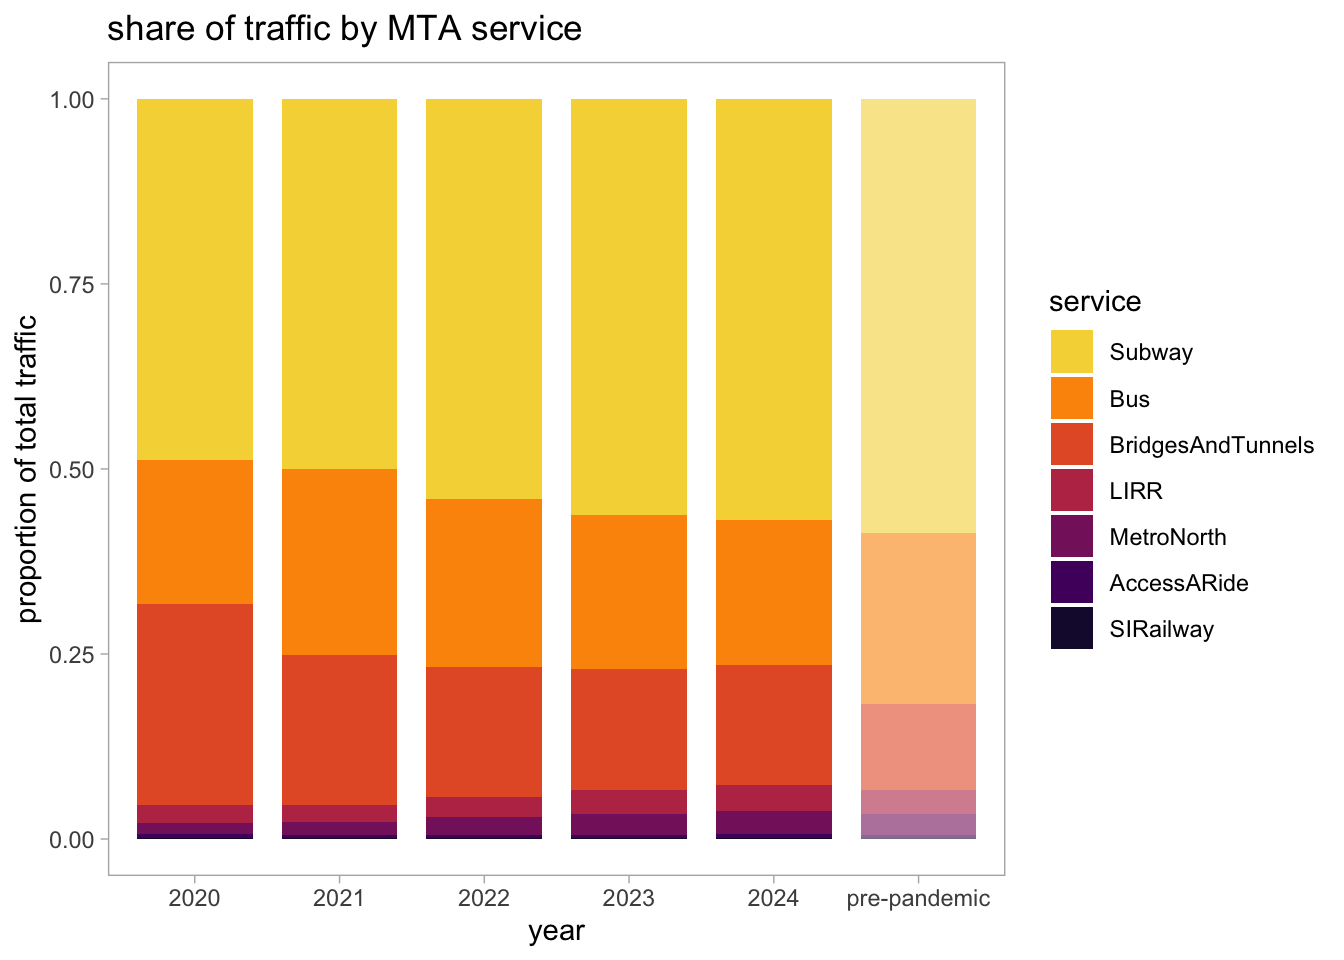 share of traffic by MTA service
proportion of total traffic
1.00
0.75
0.50
0.25
0.00
2020 2021 2022 2023 2024 pre-pandemic
year
service
Subway
Bus
BridgesAndTunnels
LIRR
MetroNorth
AccessARide
SIRailway